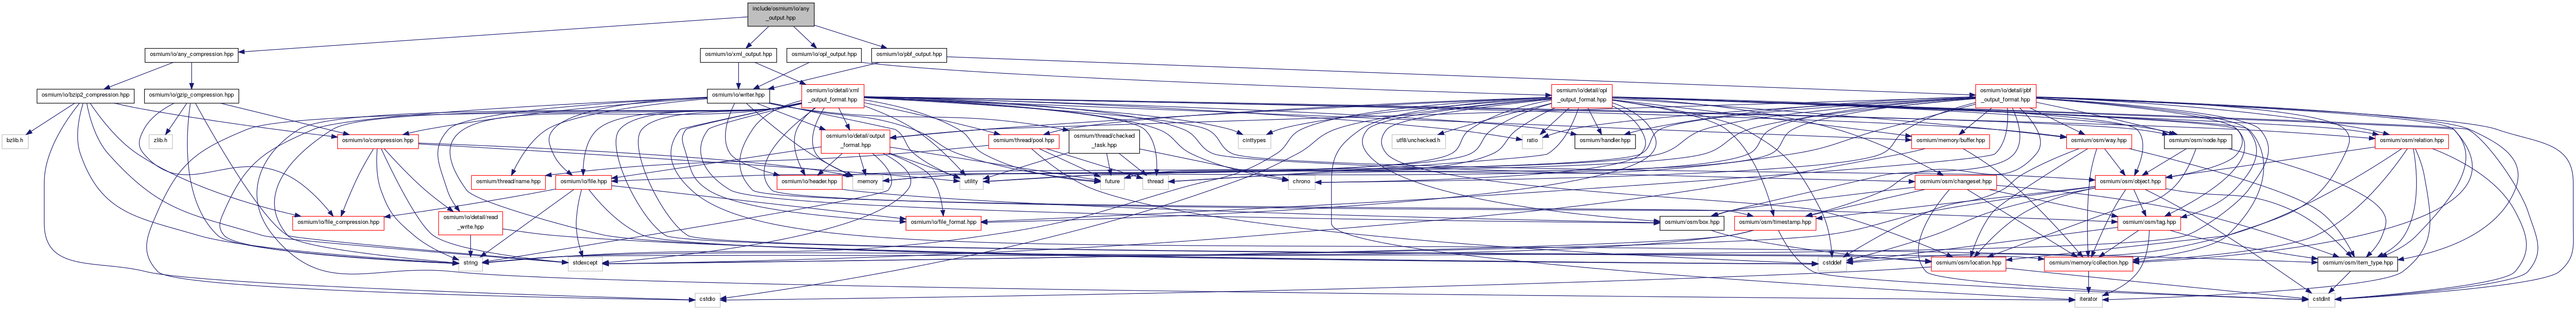 include/osmium/io/any
_output.hpp
osmium/io/any_compression.hpp
osmium/io/xml_output.hpp
osmium/io/opl_output.hpp
osmium/io/pbf_output.hpp
osmium/io/bzip2_compression.hpp
osmium/io/gzip_compression.hpp
osmium/io/writer.hpp
osmium/io/detail/xml
_output_format.hpp
osmium/io/detail/opl
_output_format.hpp
osmium/io/detail/pbf
_output_format.hpp
bzlib.h
zlib.h
osmium/io/compression.hpp
osmium/io/detail/output
_format.hpp
osmium/thread/pool.hpp
osmium/thread/checked
_task.hpp
cinttypes
utf8/unchecked.h
ratio
osmium/handler.hpp
osmium/memory/buffer.hpp
osmium/osm/way.hpp
osmium/osm/node.hpp
osmium/osm/relation.hpp
osmium/thread/name.hpp
osmium/io/file.hpp
osmium/io/header.hpp
memory
utility
future
thread
chrono
osmium/osm/changeset.hpp
osmium/osm/object.hpp
osmium/io/file_compression.hpp
osmium/io/detail/read
_write.hpp
osmium/io/file_format.hpp
osmium/osm/box.hpp
osmium/osm/timestamp.hpp
osmium/osm/tag.hpp
string
stdexcept
cstddef
osmium/osm/location.hpp
osmium/memory/collection.hpp
osmium/osm/item_type.hpp
cstdio
iterator
cstdint